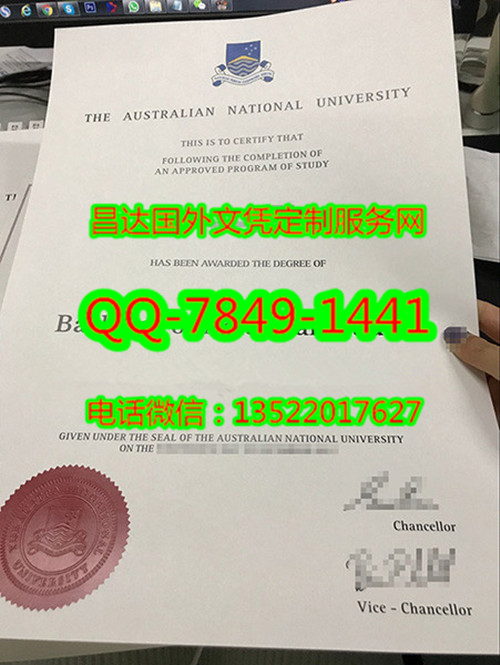 THE AUSTRALIAN NATIONAL UNIVERSITY
THIS IS TO CERTIFY THAT
FOLLOWING THE COMPLETION OF
AN APPROVED PROGRAM OF STUDY
昌达国外文凭定制服务网
HAS BEEN AWARDED THE DEGREE OF
QQ-7849-1441
电话微信：13522017627
GIVEN UNDER THE SEAL OF THE AUSTRALIAN NATIONAL UNIVERSITY
ON THE
Chancellor
Vice - Chancellor